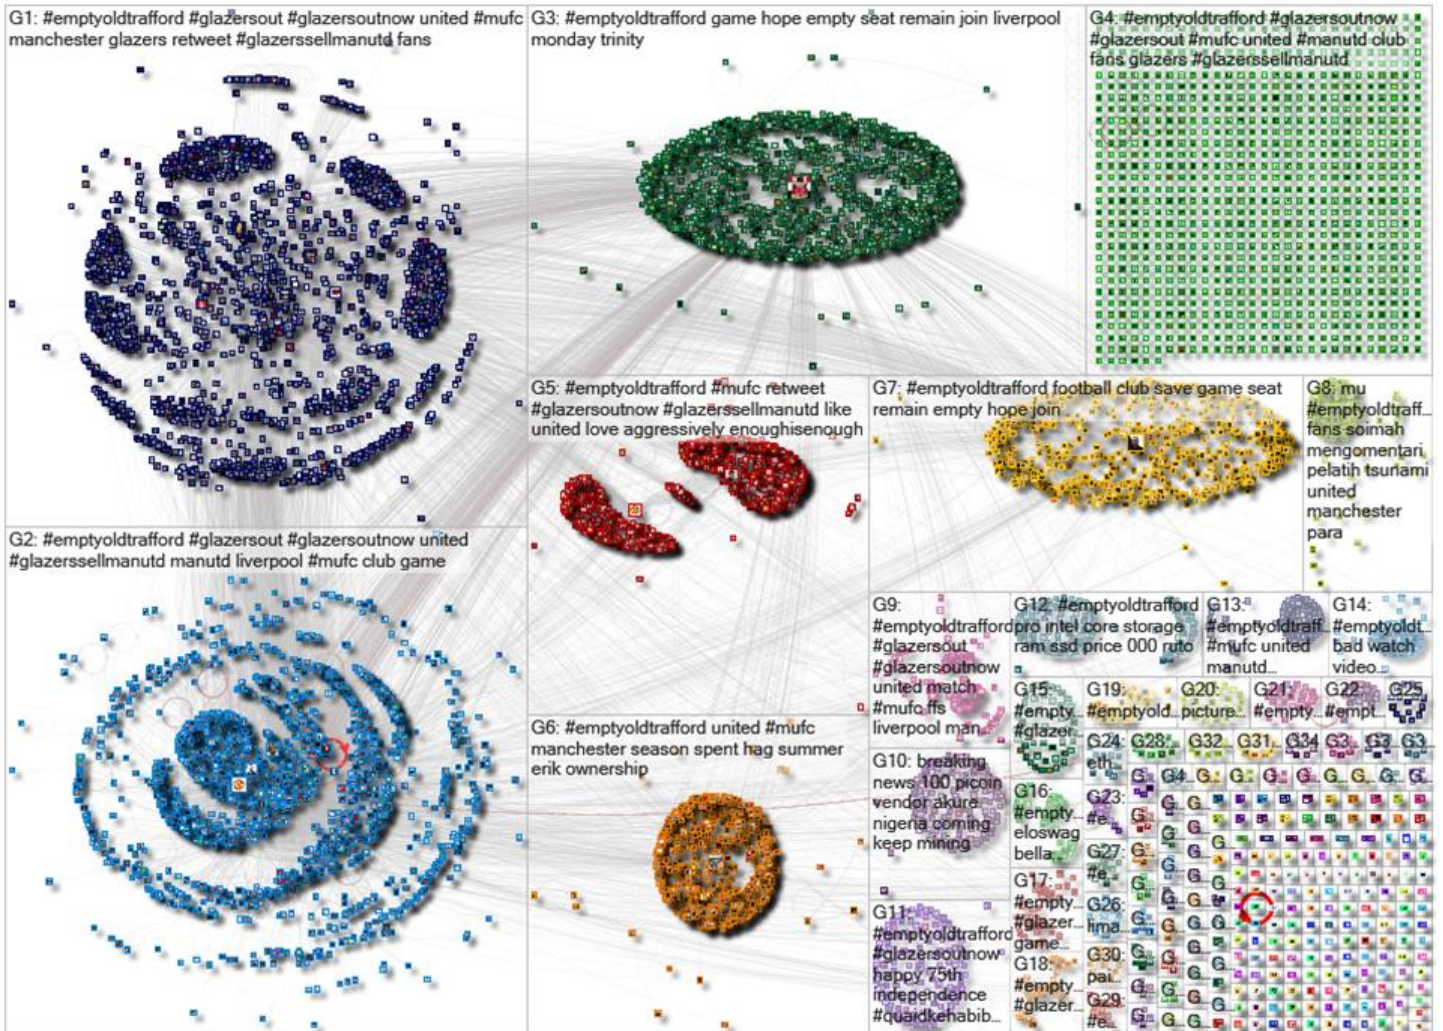 G1: #emptyoldtrafford #glazersout #glazersoutnow united #mufc
manchester glazers retweet #glazerssellmanutd fans
G3: #emptyoldtrafford game hope empty seat remain join liverpool
monday trinity
G4: #emptyoldtrafford #glazersoutnow
#glazersout #mufc united #manutd club
fans glazers #glazerssellmanutd
G2: #emptyoldtrafford #glazersout #glazersoutnow united
#glazerssellmanutd manutd liverpool #mufc club game
G5: #emptyoldtrafford #mufc retweet
#glazersoutnow #glazerssellmanutd like
united love aggressively enoughisenough
G7: #emptyoldtrafford football club save game seat
remain empty hope join
G8: mu
#emptyoldtraff...
fans soimah
mengomentari
pelatih tsunami
united
manchester
para
G6: #emptyoldtrafford united #mufc
manchester season spent hag summer
erik ownership
G9:
#emptyoldtrafford
#glazersout
#glazersoutnow
united match
#mufc ffs
liverpool man...
G12: #emptyoldtrafford
pro intel core storage
ram ssd price 000 ruto
G13:
#emptyoldtraff...
#mufc united
manutd...
G14:
#emptyoldt...
bad watch
video...
G10: breaking
news 100 picoin
vendor akure
nigeria coming
keep mining
G11:
#emptyoldtrafford
#glazersoutnow
happy 75th
independence
#quaidkehabib...
G15:
#empty...
#glazer...
G16:
#empty...
eloswag
bella...
G17:
#empty...
#glazer...
game...
G18:
#empty...
#glazer...
G19:
#emptyold...
G20:
picture...
G21:
#empty...
G22:
#empt...
G25
G24:
eth...
G28...
G32...
G31...
G34
G3...
G3...
G3...
G23:
#e...
G27:
#e...
G26:
lima...
G30:
pai...
G29:
#e...
G4...